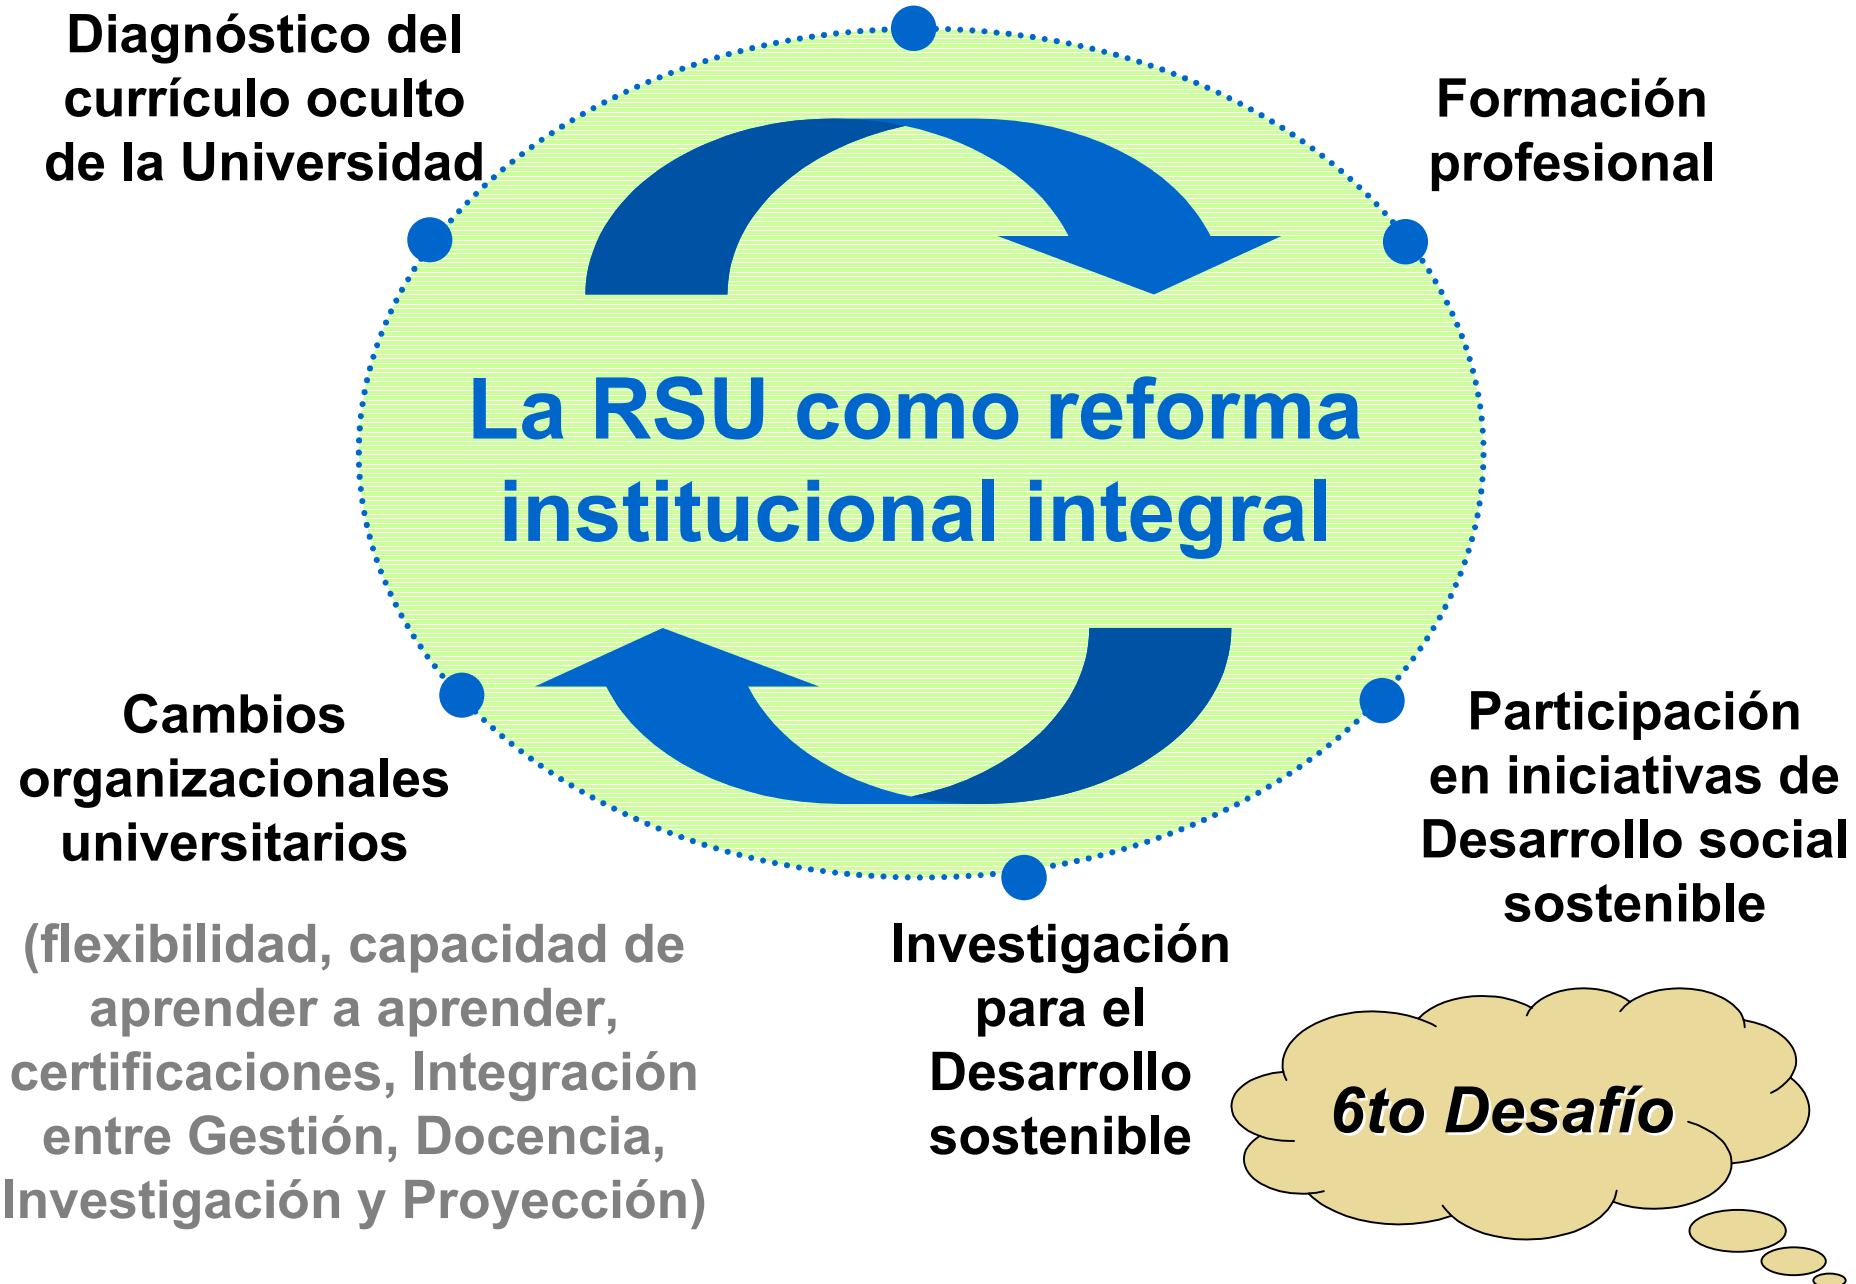 Diagnóstico del
currículo oculto
de la Universidad
Formación
profesional
La RSU como reforma
institucional integral
Cambios
organizacionales
universitarios
(flexibilidad, capacidad de
aprender a aprender,
certificaciones, Integración
entre Gestión, Docencia,
Investigación y Proyección)
Investigación
para el
Desarrollo
sostenible
Participación
en iniciativas de
Desarrollo social
sostenible
6to Desafío